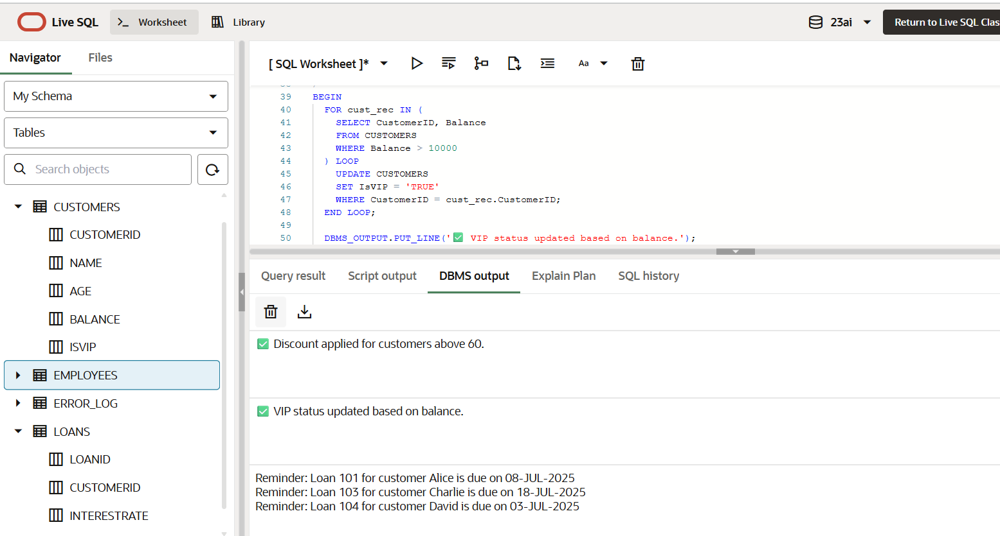 Live SQL
Worksheet
Library
23ai
Return to Live SQL Clas
Navigator
Files
My Schema
Tables
Search objects
CUSTOMERS
CUSTOMERID
NAME
AGE
BALANCE
ISVIP
EMPLOYEES
ERROR_LOG
LOANS
LOANID
CUSTOMERID
INTERESTRATE
[ SQL Worksheet ]*
Aa
39 BEGIN
40 FOR cust_rec IN (
41 SELECT CustomerID, Balance
42 FROM CUSTOMERS
43 WHERE Balance > 10000
44 ) LOOP
45 UPDATE CUSTOMERS
46 SET IsVIP = 'TRUE'
47 WHERE CustomerID = cust_rec.CustomerID;
48 END LOOP;
49
50 DBMS_OUTPUT.PUT_LINE('✅ VIP status updated based on balance.');
Query result
Script output
DBMS output
Explain Plan
SQL history
✅ Discount applied for customers above 60.
✅ VIP status updated based on balance.
Reminder: Loan 101 for customer Alice is due on 08-JUL-2025
Reminder: Loan 103 for customer Charlie is due on 18-JUL-2025
Reminder: Loan 104 for customer David is due on 03-JUL-2025